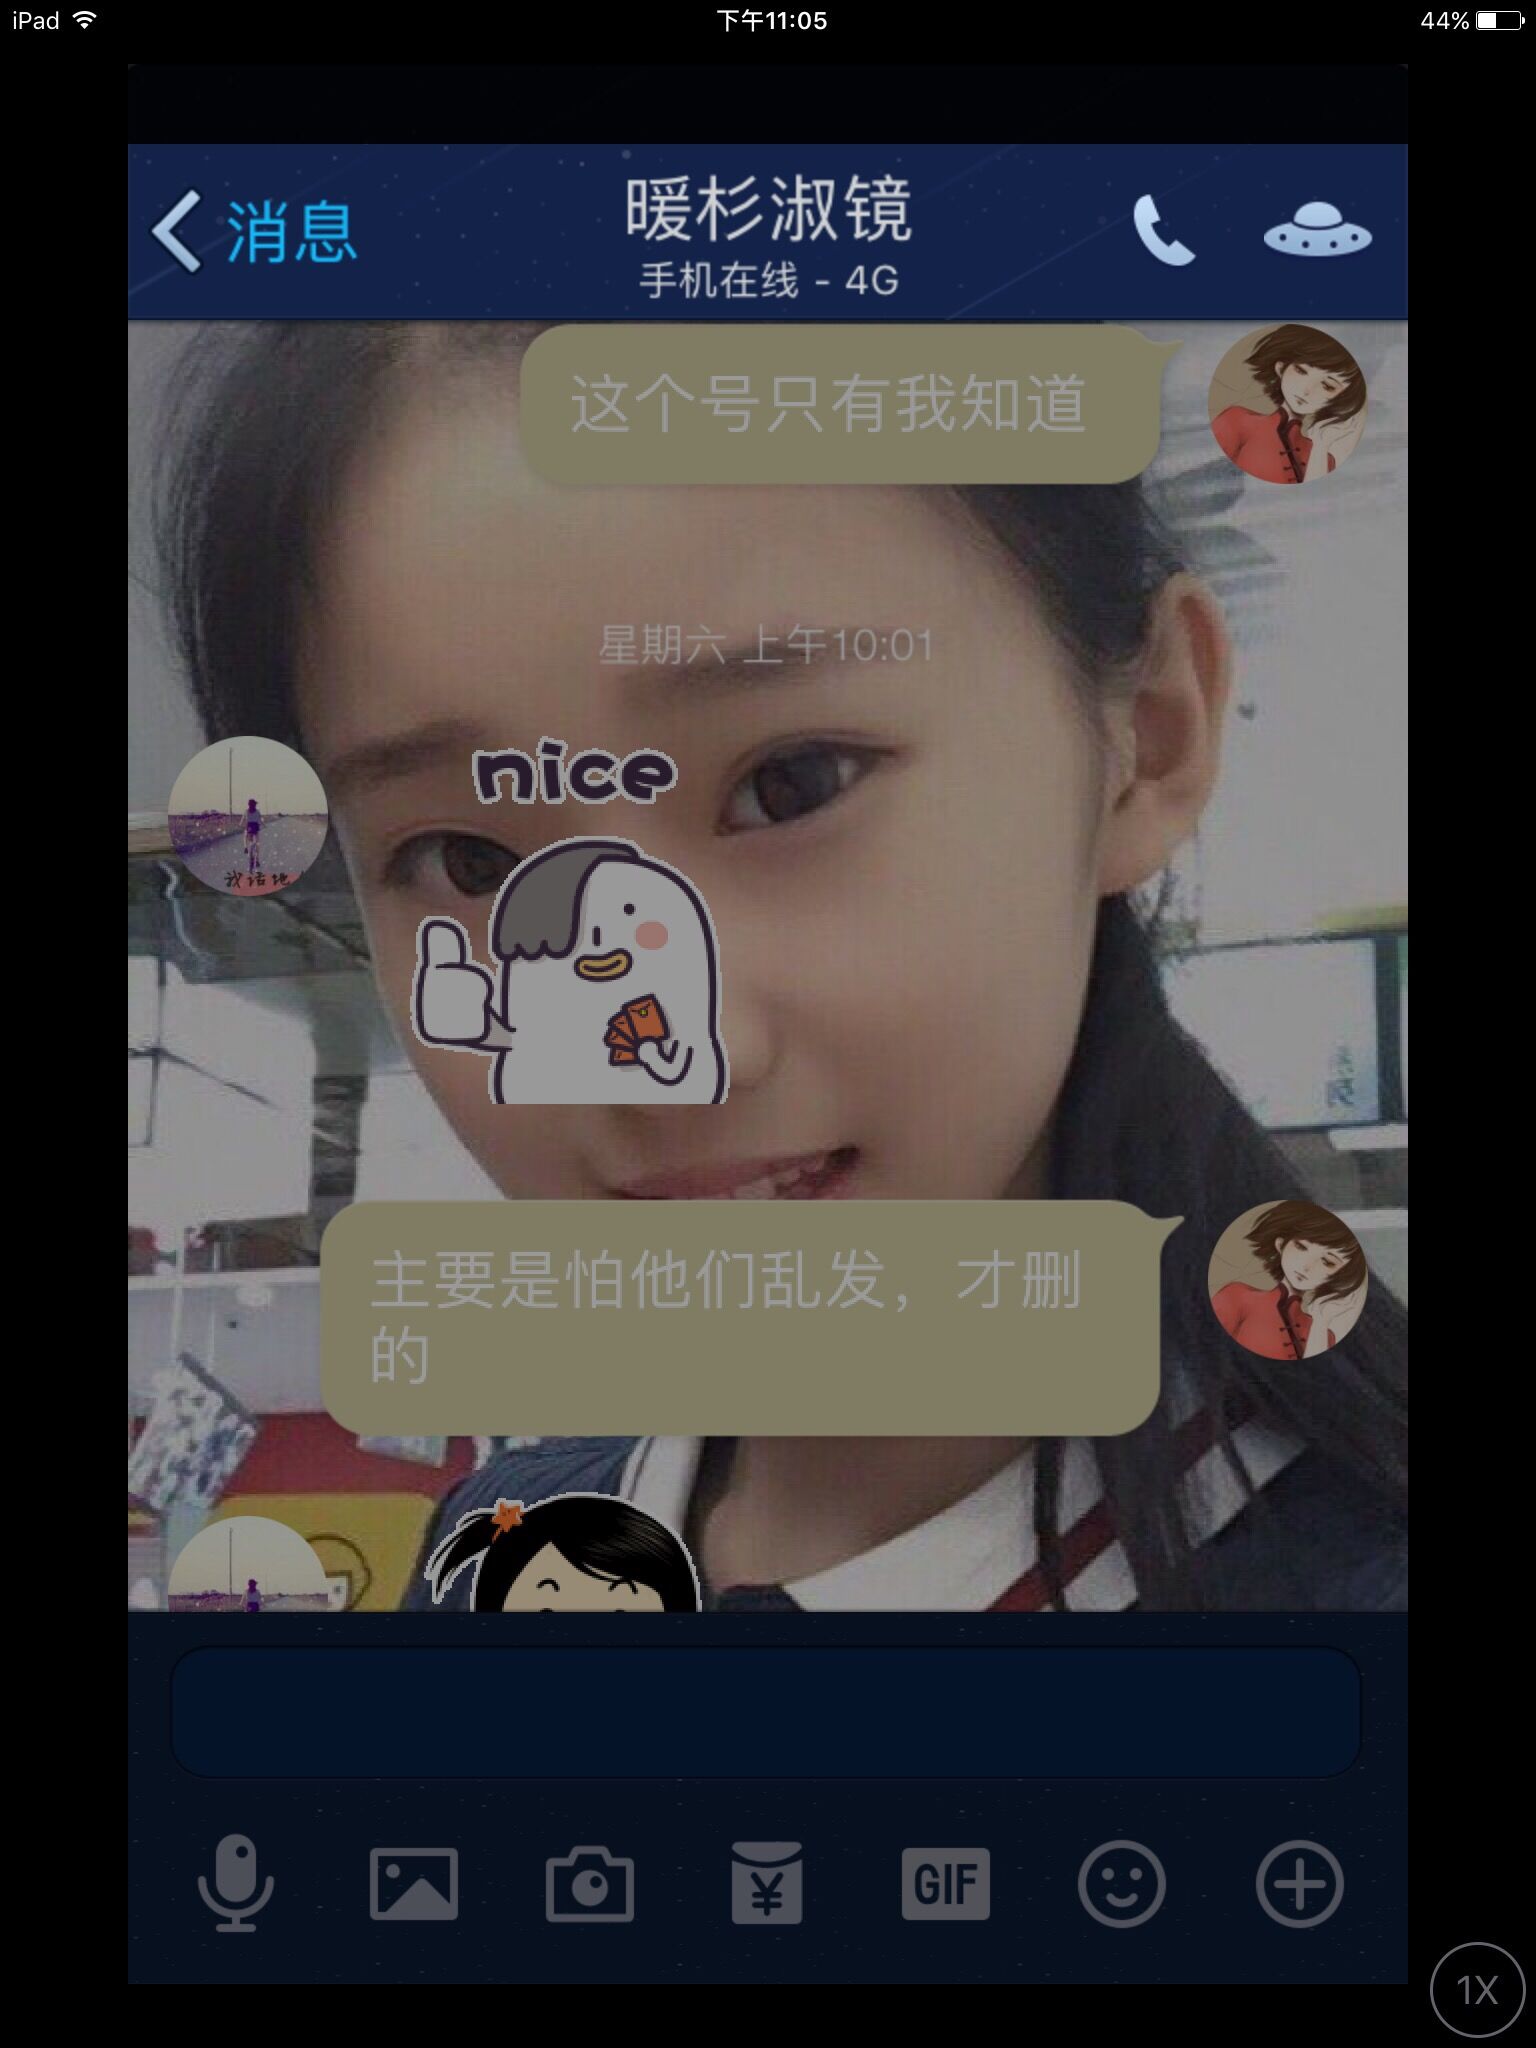 iPad 下午11:05 44%
消息 暖杉淑镜
手机在线 - 4G
这个号只有我知道
星期六 上午10:01
nice
主要是怕他们乱发，才删
的
GIF
1X